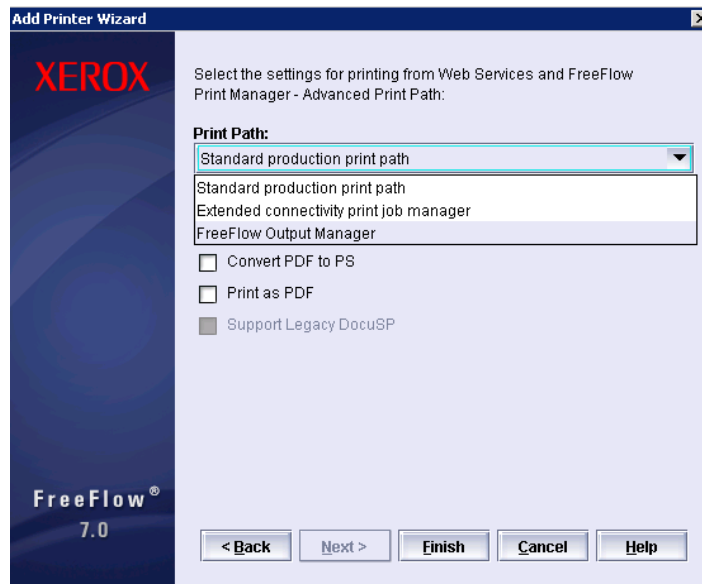 Add Printer Wizard
XEROX
Select the settings for printing from Web Services and FreeFlow
Print Manager - Advanced Print Path:
Print Path:
Standard production print path
Standard production print path
Extended connectivity print job manager
FreeFlow Output Manager
Convert PDF to PS
Print as PDF
Support Legacy DocuSP
FreeFlow®
7.0
< Back Next > Finish Cancel Help